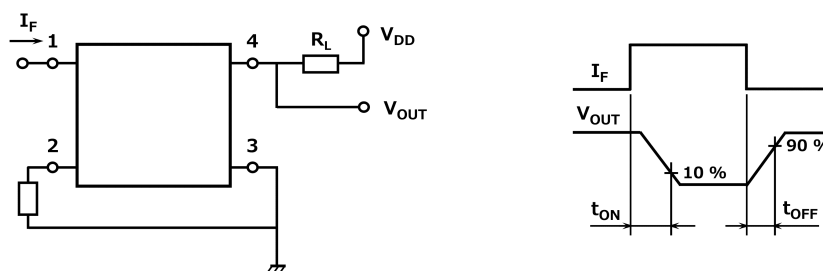 I_F
1
2
3
4
R_L
V_DD
V_OUT
I_F
V_OUT
10 %
90 %
t_ON
t_OFF